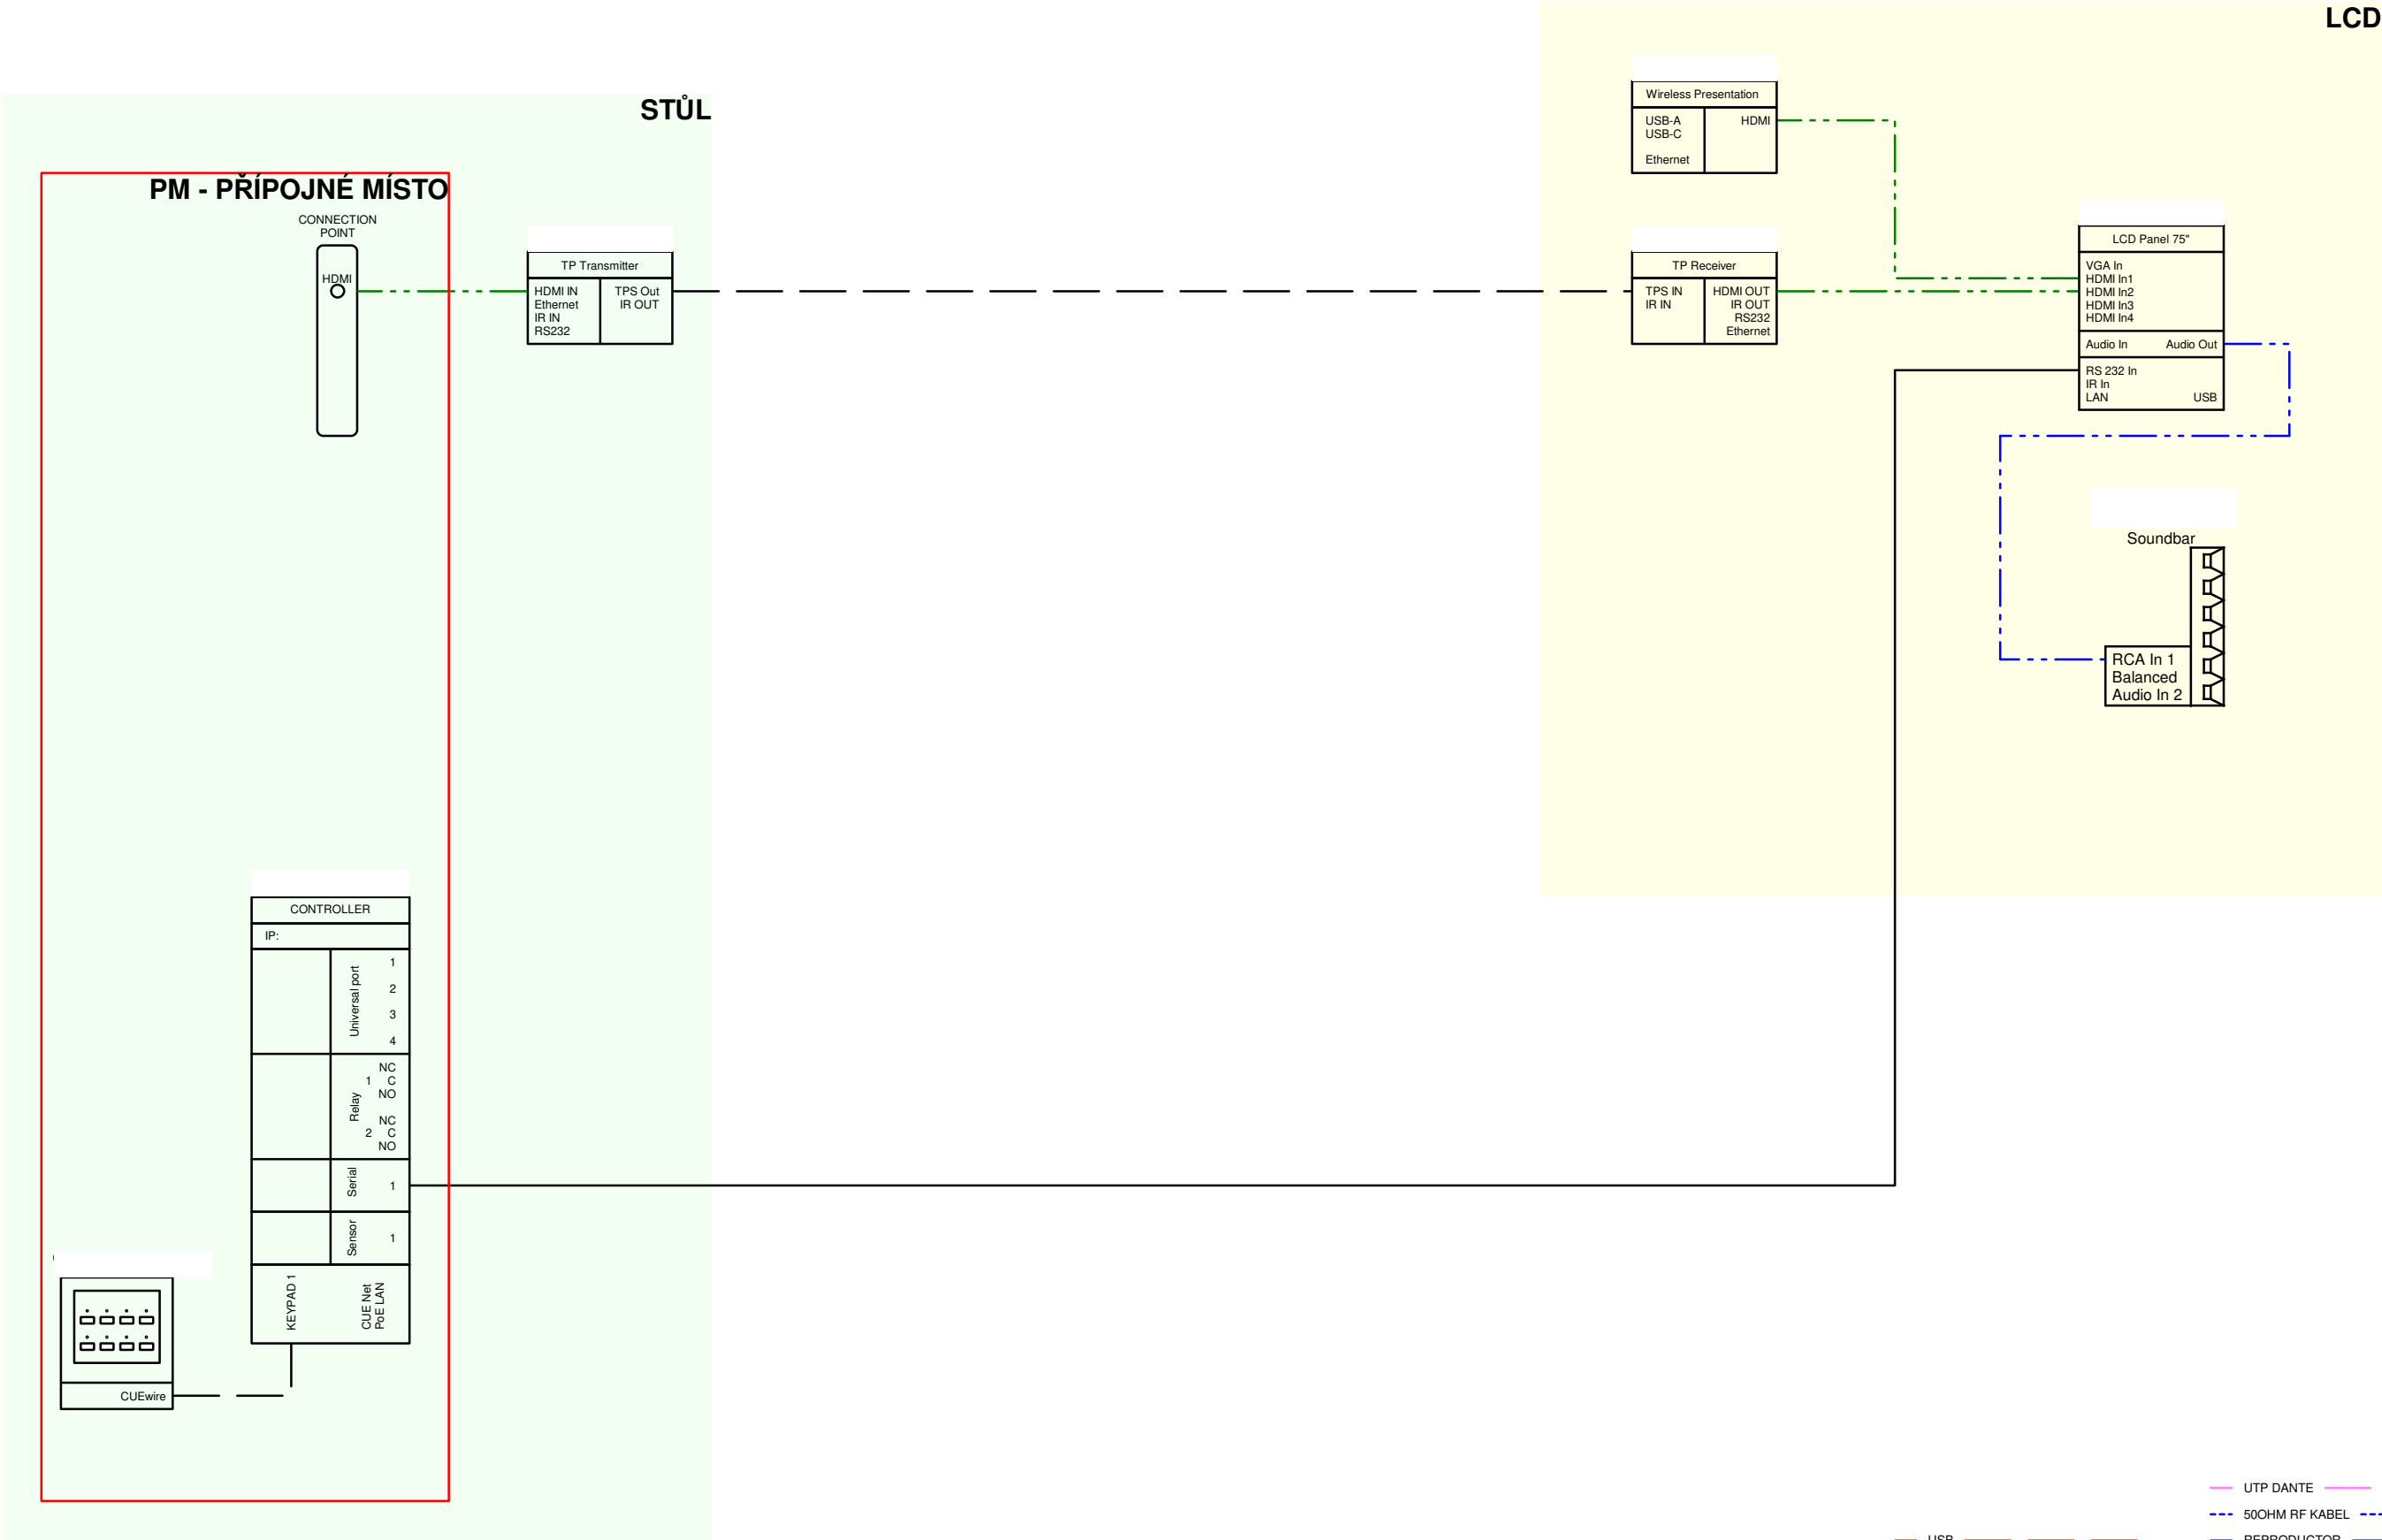 LCD
STŮL
PM - PŘÍPOJNÉ MÍSTO
CONNECTION
POINT
HDMI
TP Transmitter
HDMI IN
Ethernet
IR IN
RS232
TPS Out
IR OUT
Wireless Presentation
USB-A
USB-C
Ethernet
HDMI
TP Receiver
TPS IN
IR IN
HDMI OUT
IR OUT
RS232
Ethernet
LCD Panel 75"
VGA In
HDMI In1
HDMI In2
HDMI In3
HDMI In4
Audio In
Audio Out
RS 232 In
IR In
LAN
USB
Soundbar
RCA In 1
Balanced
Audio In 2
CONTROLLER
IP:
Universal port
1
2
3
4
Relay
NC
1 C
NO
NC
2 C
NO
Serial
1
Sensor
1
KEYPAD 1
CUE Net
PoE LAN
CUEwire
UTP DANTE
50OHM RF KABEL
USB
REPRODUCTOR